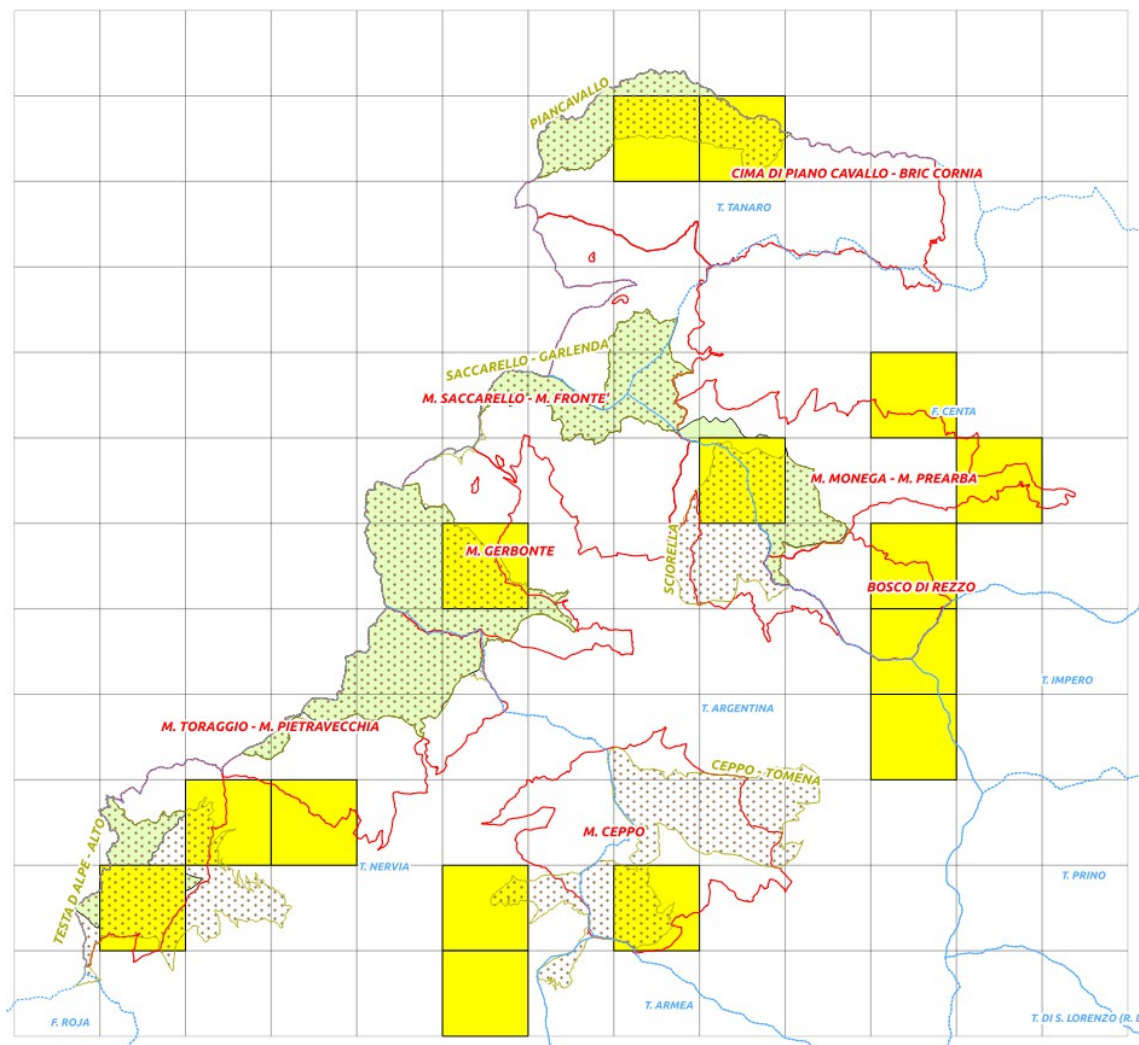 PIANCAVALLO
CIMA DI PIANO CAVALLO - BRIC CORNIA
T. TANARO
SACCARELLO - GARLENDA
M. SACCARELLO - M. FRONTE'
F. CENTA
M. MONEGA - M. PREARBA
M. GERBONTE
SCIORELLA
BOSCO DI REZZO
T. IMPERO
T. ARGENTINA
M. TORAGGIO - M. PIETRAVECCHIA
CEPPO - TOMENA
M. CEPPO
TESTA D ALPE - ALTO
T. NERVIA
T. PRINO
T. ARMEA
F. ROJA
T. DI S. LORENZO (R. D